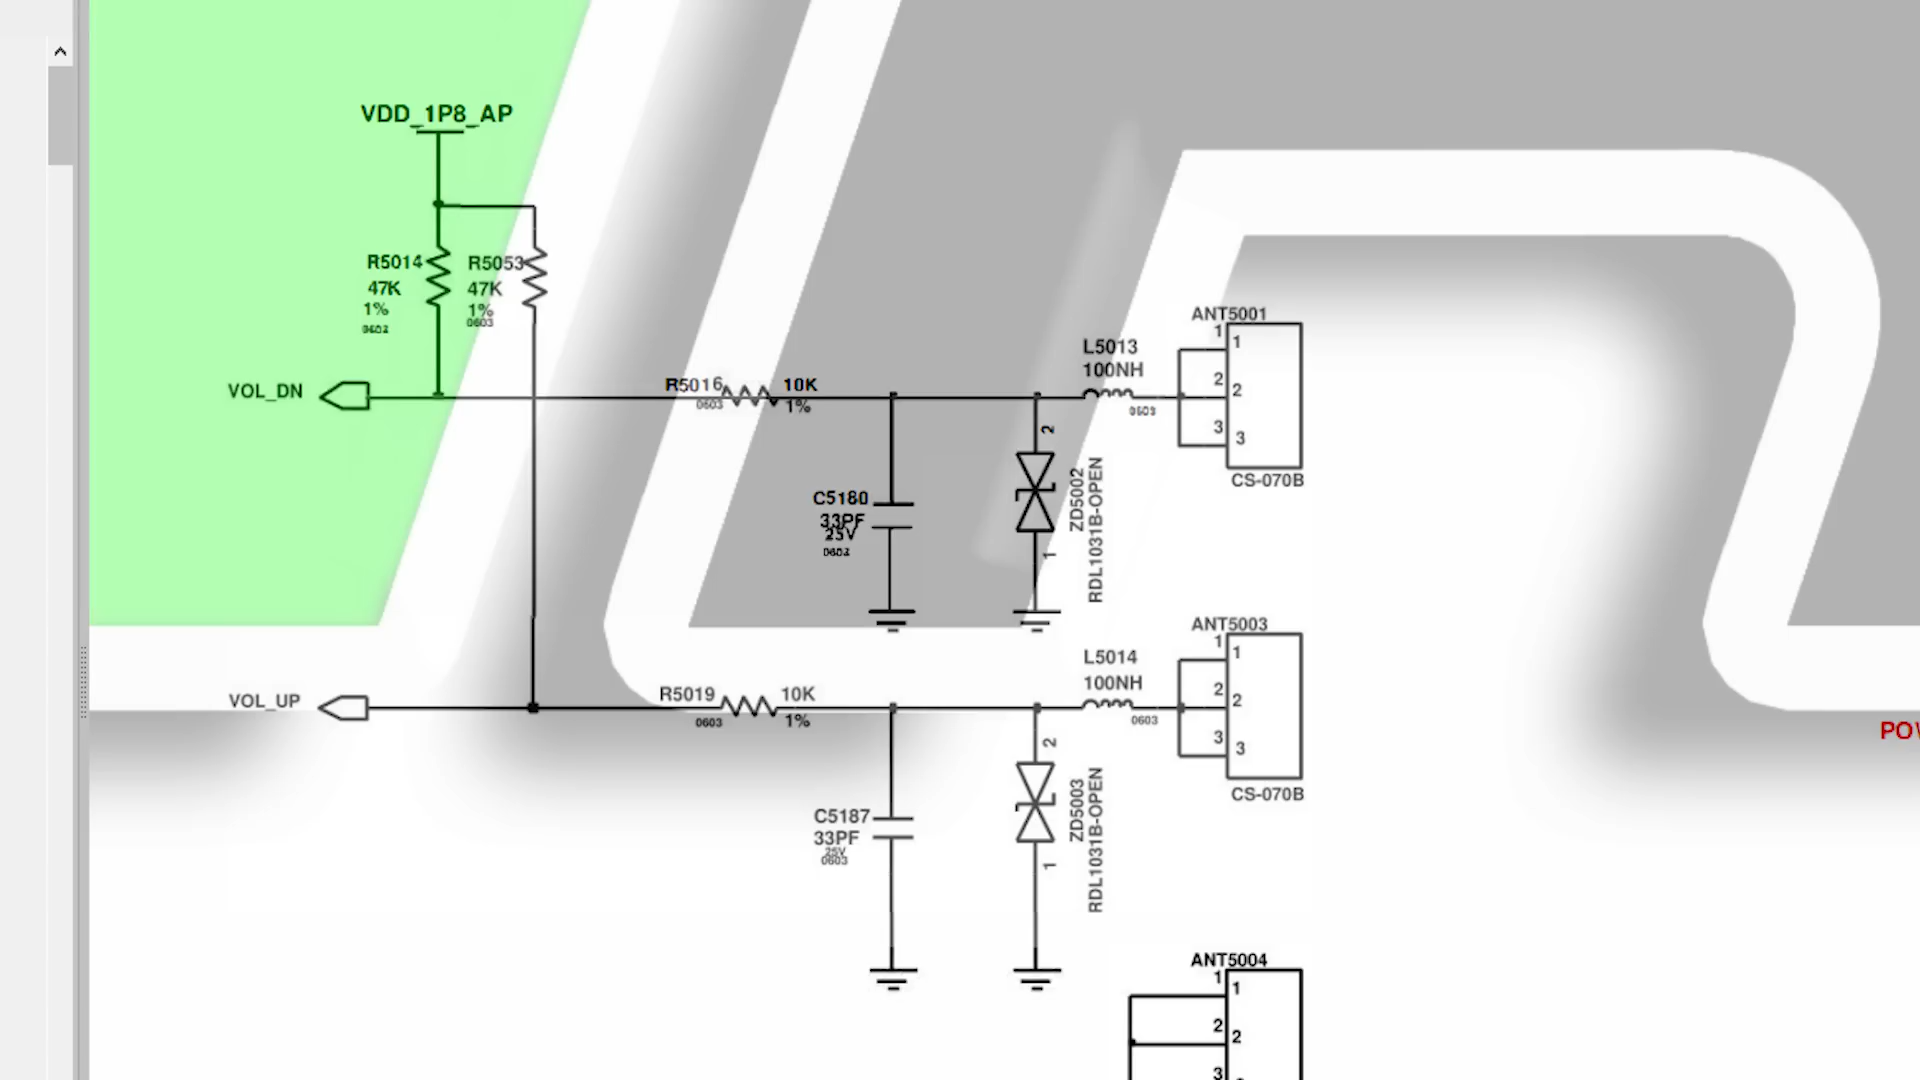 VDD_1P8_AP
R5014
47K
1%
0603
R5053
47K
1%
0603
VOL_DN
R5016
0603
10K
1%
C5180
33PF
25V
0603
2
1
ZD5002
RDL1031B-OPEN
L5013
100NH
0603
ANT5001
1
1
2
2
3
3
CS-070B
VOL_UP
R5019
0603
10K
1%
C5187
33PF
25V
0603
2
1
ZD5003
RDL1031B-OPEN
L5014
100NH
0603
ANT5003
1
1
2
2
3
3
CS-070B
ANT5004
1
1
2
2
3